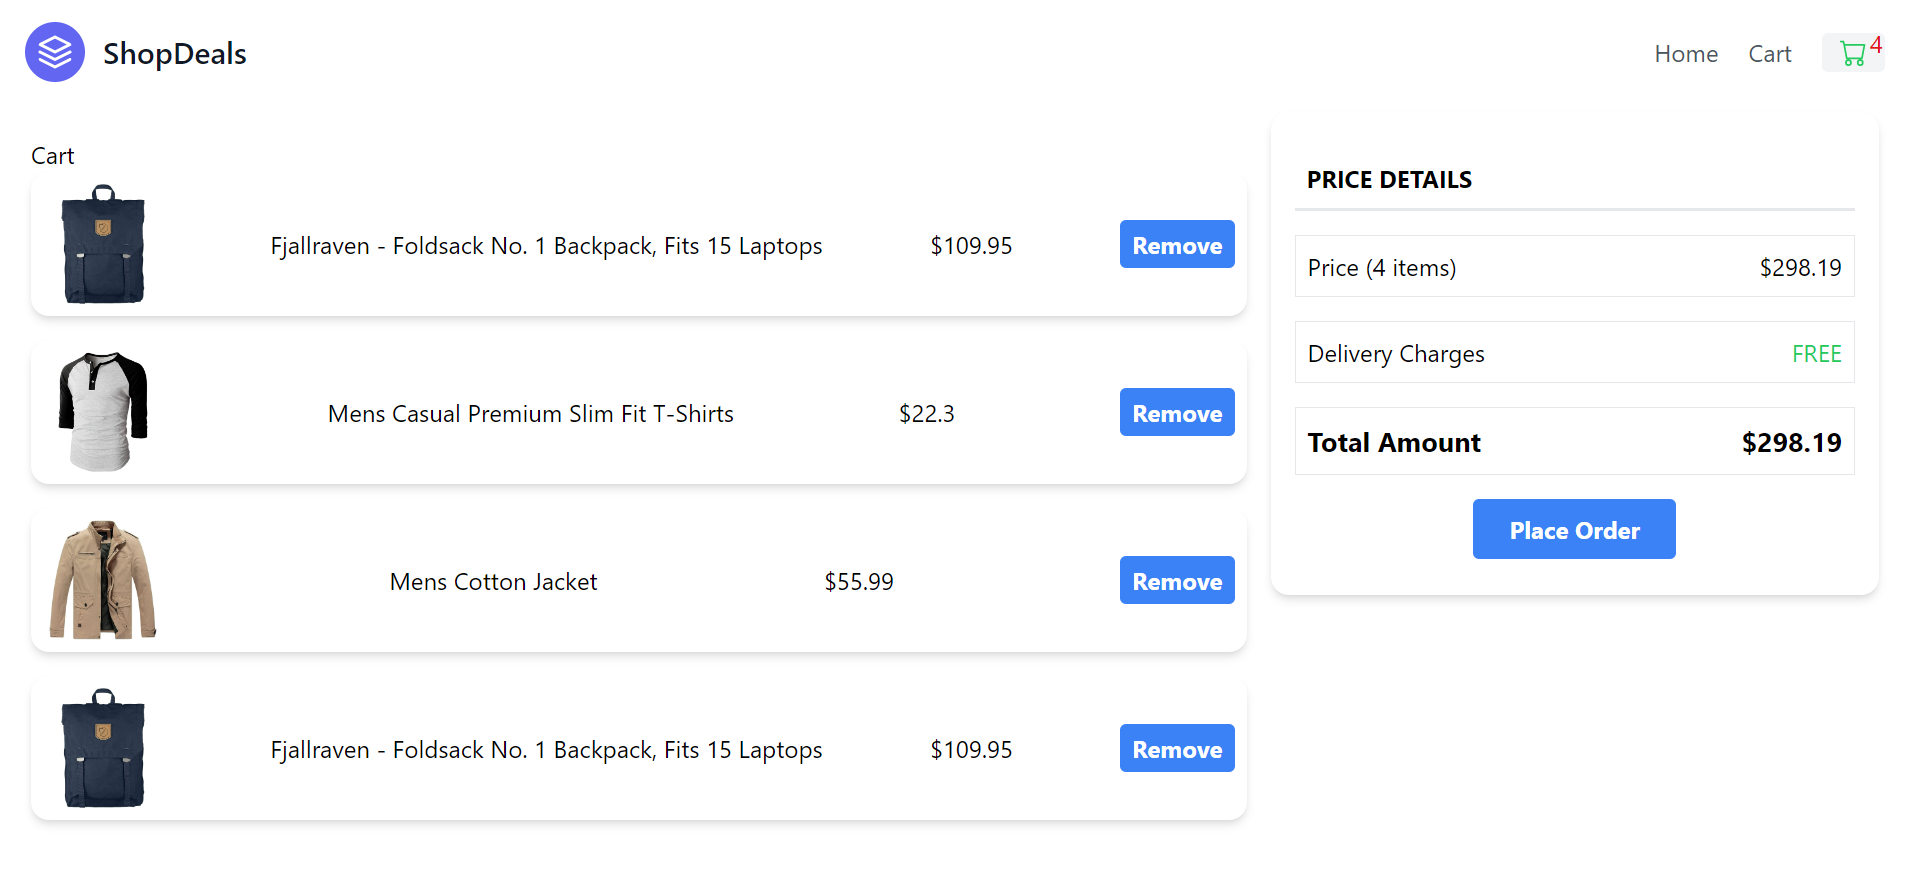 ShopDeals
Home
Cart
4
Cart
Fjallraven - Foldsack No. 1 Backpack, Fits 15 Laptops $109.95 Remove
Mens Casual Premium Slim Fit T-Shirts $22.3 Remove
Mens Cotton Jacket $55.99 Remove
Fjallraven - Foldsack No. 1 Backpack, Fits 15 Laptops $109.95 Remove
PRICE DETAILS
Price (4 items) $298.19
Delivery Charges FREE
Total Amount $298.19
Place Order